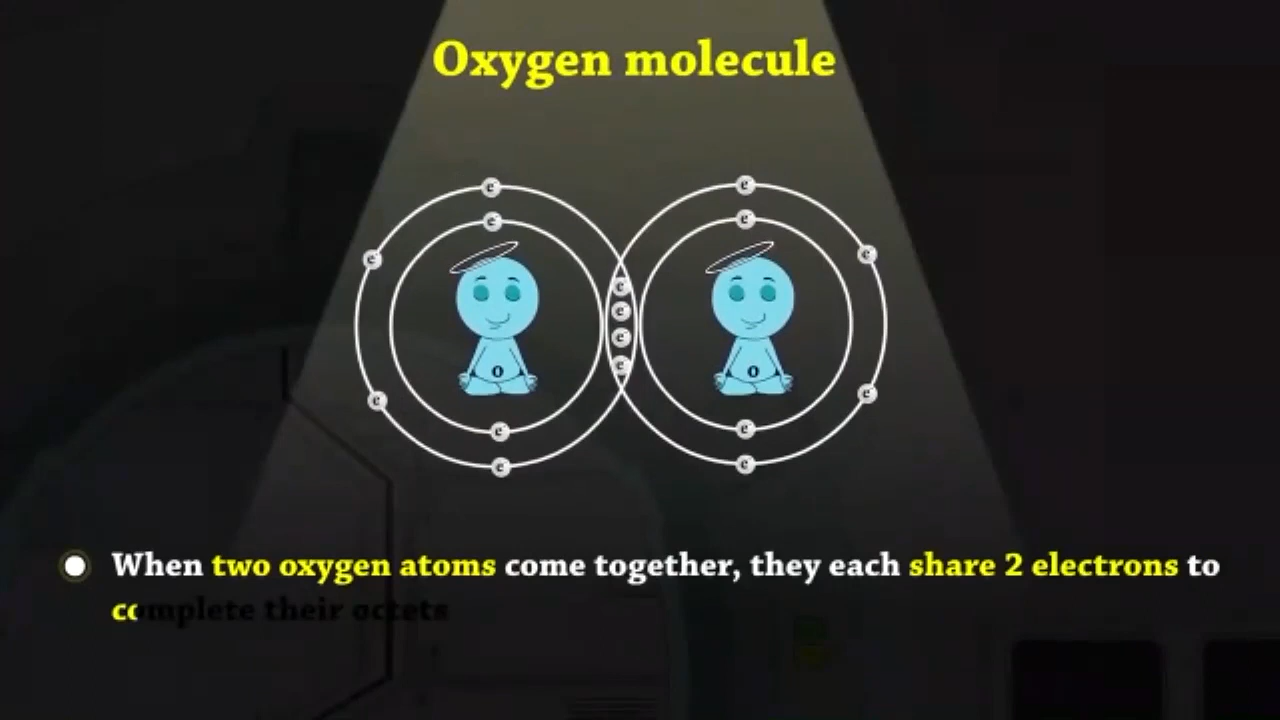 Oxygen molecule
e e
e e
e e
e
e
e
e
o o
e e
e e
e e
When two oxygen atoms come together, they each share 2 electrons to
complete their octets